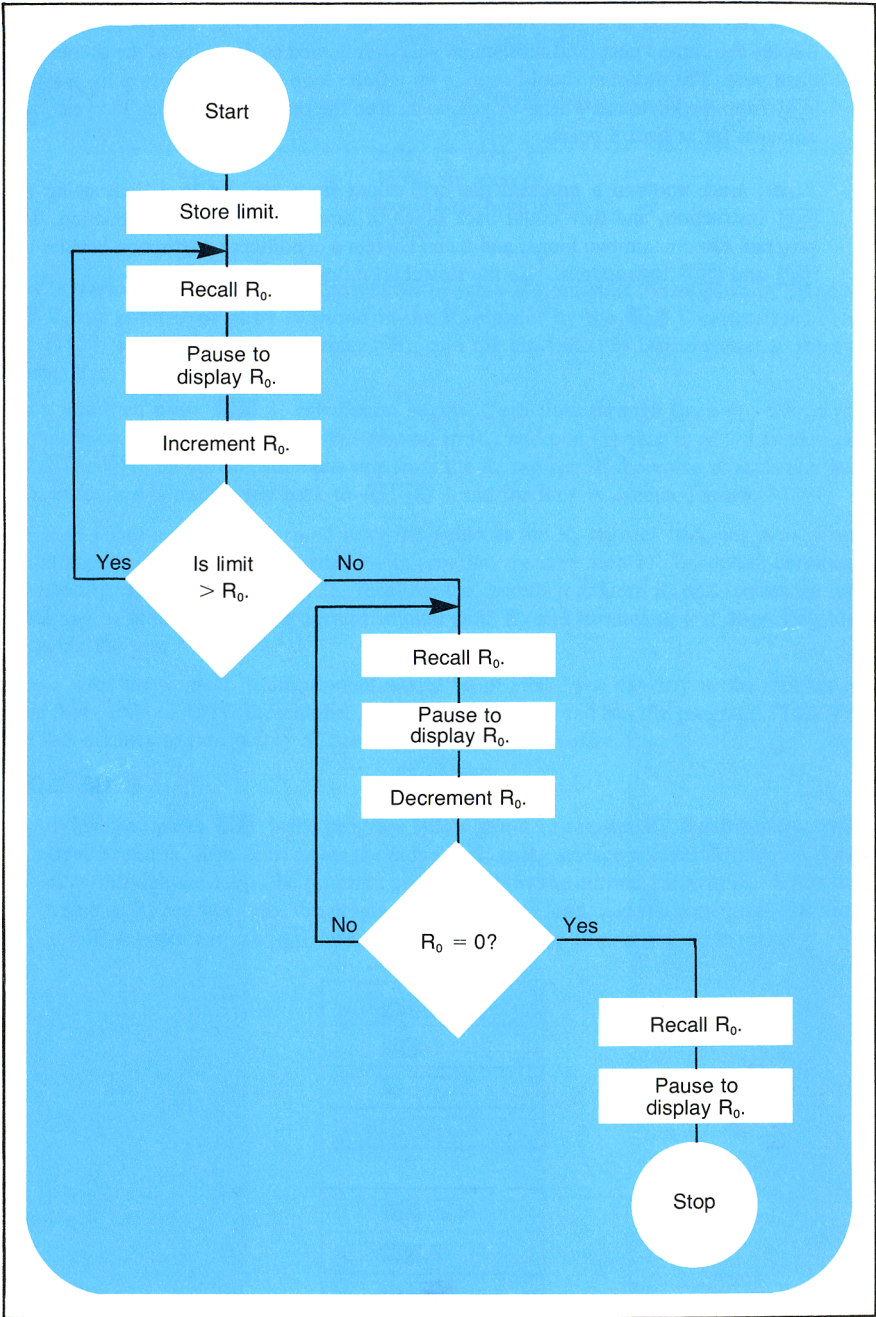 Start
Store limit.
Recall R₀.
Pause to
display R₀.
Increment R₀.
Yes
Is limit
> R₀.
No
Recall R₀.
Pause to
display R₀.
Decrement R₀.
No
R₀ = 0?
Yes
Recall R₀.
Pause to
display R₀.
Stop